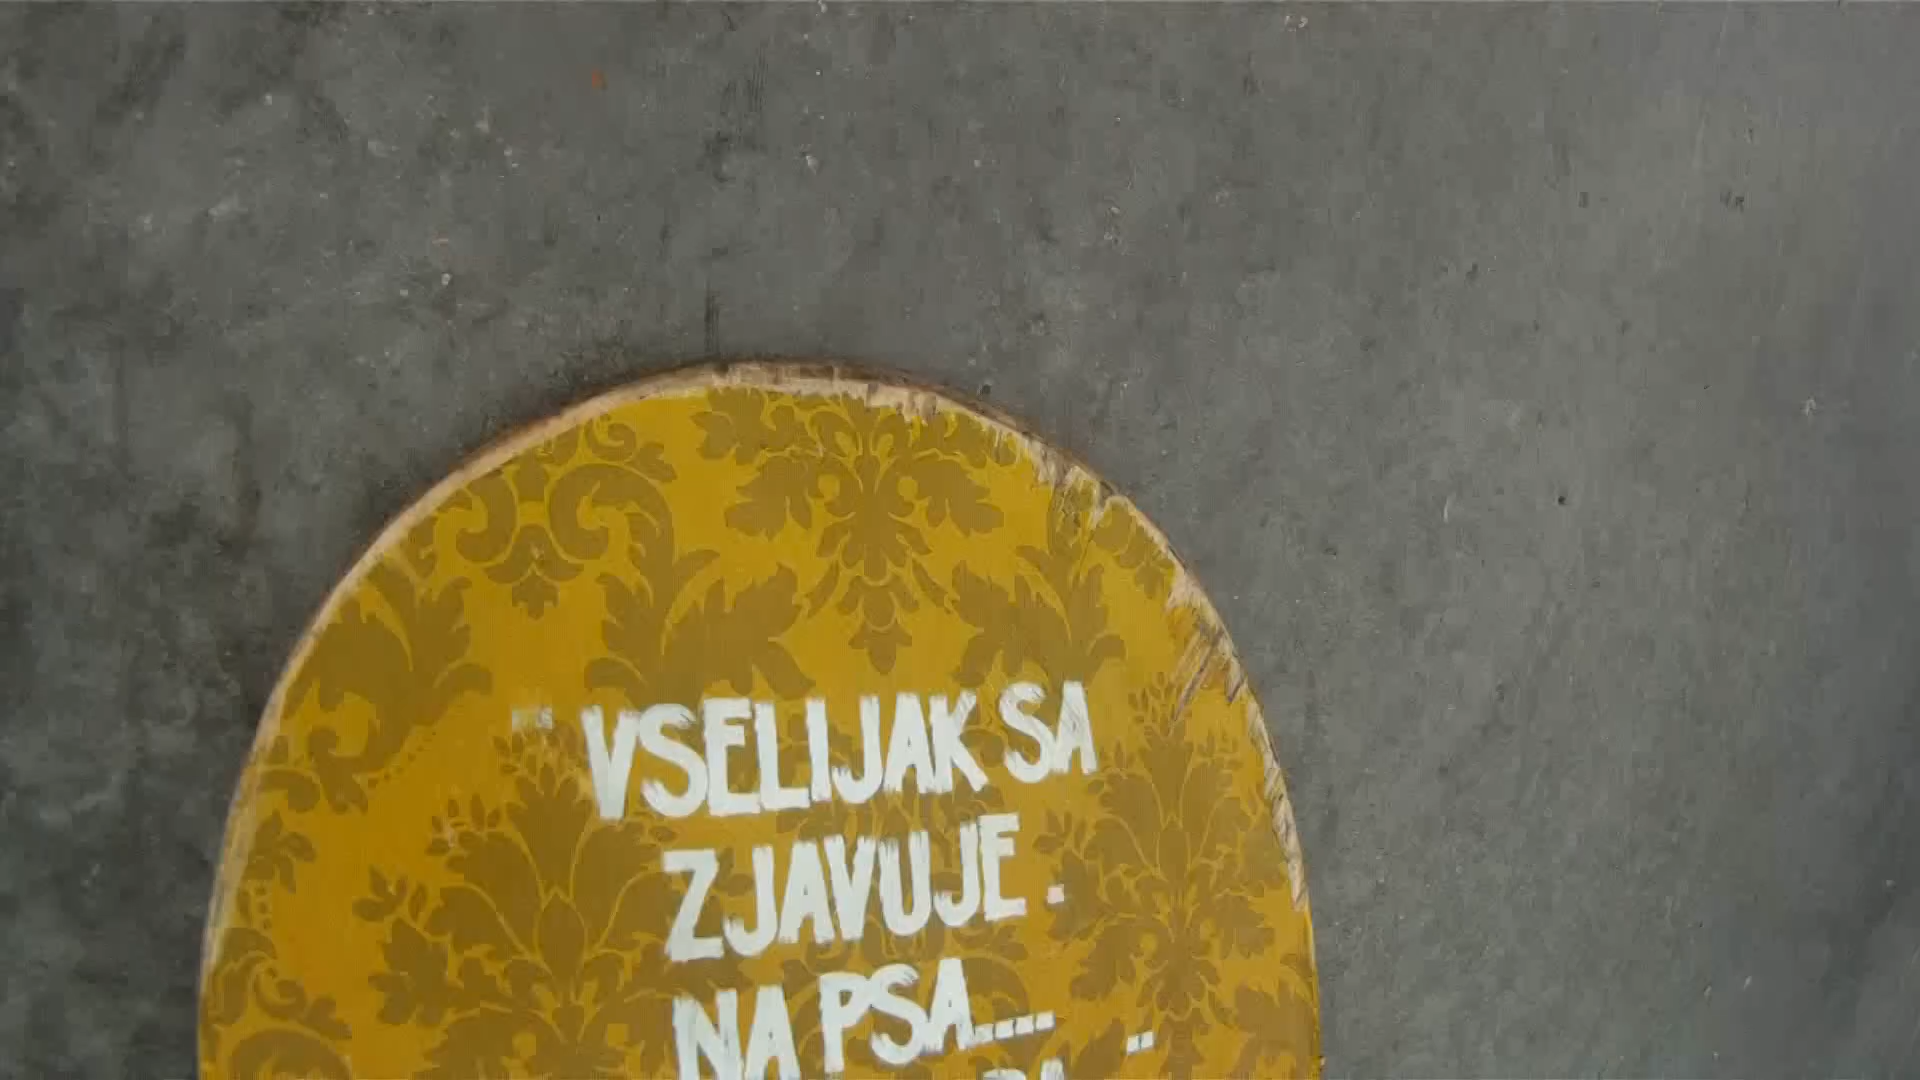 " VSELIJAK SA
ZJAVUJE .
NA PSA....